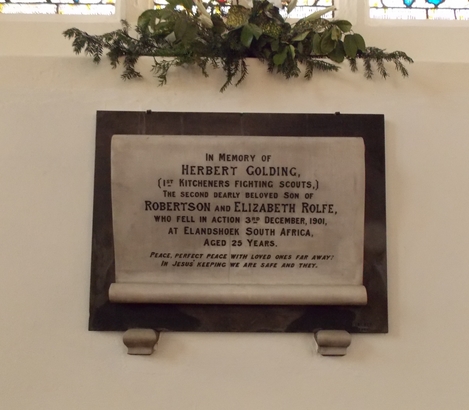 In Memory of
Herbert Golding,
(1st Kitcheners Fighting Scouts,)
The second dearly beloved Son of
Robertson and Elizabeth Rolfe,
who fell in action 3rd December, 1901,
at Elandshoek South Africa,
Aged 25 Years.
Peace, perfect peace with loved ones far away?
In Jesus' keeping we are safe and they.